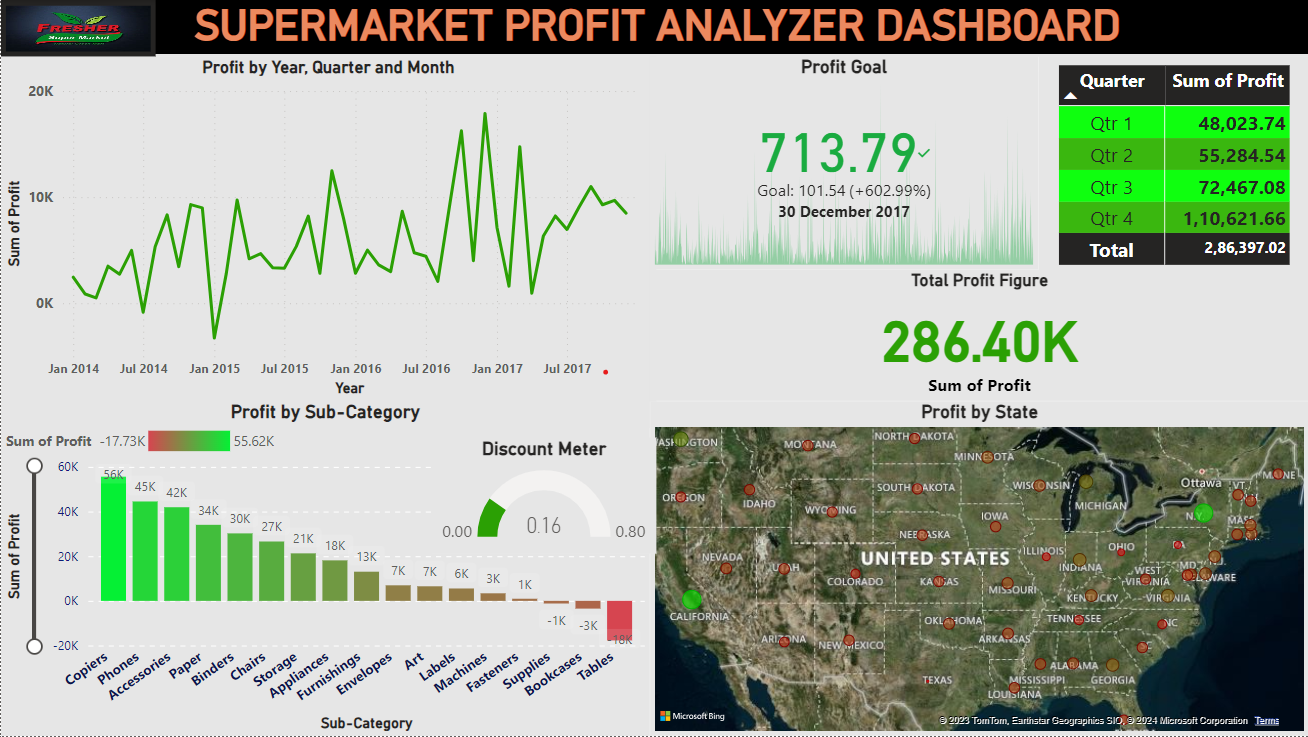 FRESHER
Super Market
SUPERMARKET PROFIT ANALYZER DASHBOARD
Profit by Year, Quarter and Month
Sum of Profit
20K
10K
0K
Jan 2014 Jul 2014 Jan 2015 Jul 2015 Jan 2016 Jul 2016 Jan 2017 Jul 2017
Year
Profit Goal
713.79
Goal: 101.54 (+602.99%)
30 December 2017
Quarter Sum of Profit
Qtr 1 48,023.74
Qtr 2 55,284.54
Qtr 3 72,467.08
Qtr 4 1,10,621.66
Total 2,86,397.02
Total Profit Figure
286.40K
Sum of Profit
Profit by Sub-Category
Sum of Profit -17.73K 55.62K
Sum of Profit
60K
40K
20K
0K
-20K
56K 45K 42K 34K 30K 27K 21K 18K 13K 7K 7K 6K 3K 1K -1K -3K -18K
Copiers Phones Accessories Paper Binders Chairs Storage Appliances Furnishings Envelopes Art Labels Machines Fasteners Supplies Bookcases Tables
Sub-Category
Discount Meter
0.00 0.16 0.80
Profit by State
WASHINGTON MONTANA NORTH DAKOTA
MINNESOTA
OREGON IDAHO WYOMING SOUTH DAKOTA WISCONSIN MICHIGAN Ottawa VT MAINE
N.Y. MASS
NEBRASKA IOWA
NEVADA UTAH COLORADO UNITED STATES ILLINOIS INDIANA OHIO PA
KANSAS MISSOURI WEST VIRGINIA MD DELAWARE
CALIFORNIA KENTUCKY VIRGINIA
ARIZONA NEW MEXICO OKLAHOMA ARKANSAS TENNESSEE NC
TEXAS LOUISIANA MISSISSIPPI ALABAMA GEORGIA
Microsoft Bing
© 2023 TomTom, Earthstar Geographics SIO, © 2024 Microsoft Corporation Terms